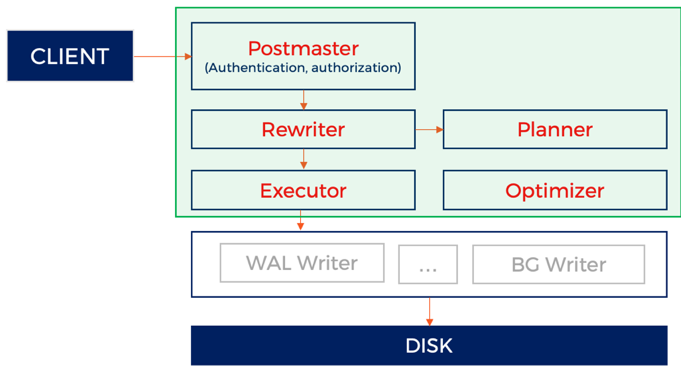 CLIENT
Postmaster
(Authentication, authorization)
Rewriter
Planner
Executor
Optimizer
WAL Writer
...
BG Writer
DISK